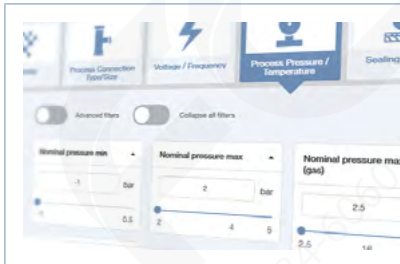 Process Connection
Type/Size
Voltage / Frequency
Process Pressure /
Temperature
Sealing
Advanced filters
Collapse all filters
Nominal pressure min
-1
bar
-1
0.5
Nominal pressure max
2
bar
2
4
5
Nominal pressure max
(gas)
2.5
2.5
16